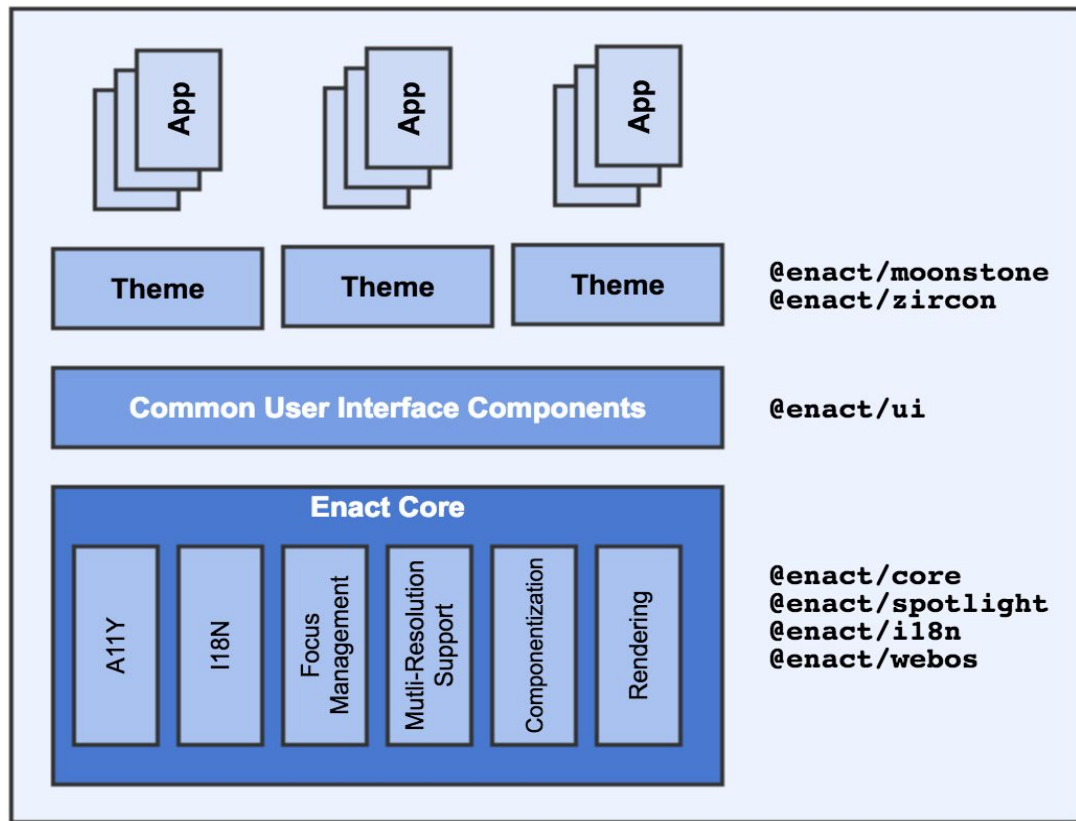 App
App
App
Theme
Theme
Theme
@enact/moonstone
@enact/zircon
Common User Interface Components
@enact/ui
Enact Core
A11Y
I18N
Focus
Management
Mutli-Resolution
Support
Componentization
Rendering
@enact/core
@enact/spotlight
@enact/i18n
@enact/webos